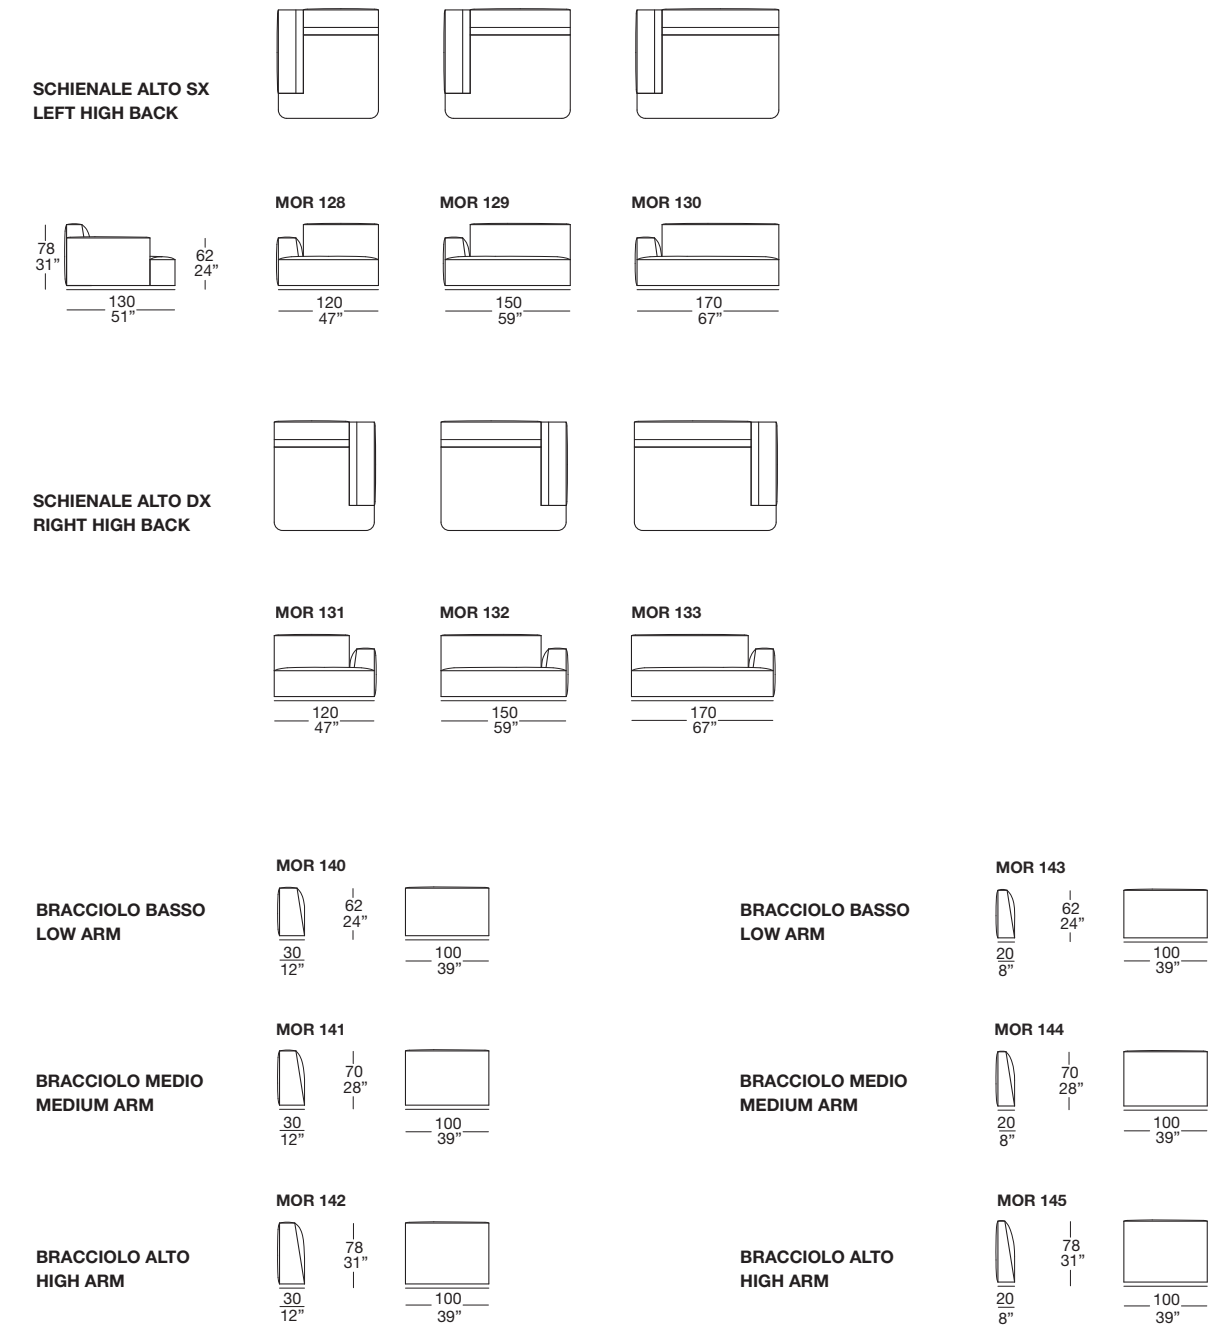 SCHIENALE ALTO SX
LEFT HIGH BACK
MOR 128
MOR 129
MOR 130
78
31”
62
24”
130
51”
120
47”
150
59”
170
67”
SCHIENALE ALTO DX
RIGHT HIGH BACK
MOR 131
MOR 132
MOR 133
120
47”
150
59”
170
67”
MOR 140
BRACCIOLO BASSO
LOW ARM
62
24”
30
12”
100
39”
MOR 143
BRACCIOLO BASSO
LOW ARM
62
24”
20
8”
100
39”
MOR 141
BRACCIOLO MEDIO
MEDIUM ARM
70
28”
30
12”
100
39”
MOR 144
BRACCIOLO MEDIO
MEDIUM ARM
70
28”
20
8”
100
39”
MOR 142
BRACCIOLO ALTO
HIGH ARM
78
31”
30
12”
100
39”
MOR 145
BRACCIOLO ALTO
HIGH ARM
78
31”
20
8”
100
39”